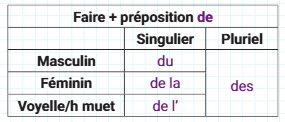 Faire + préposition de
Singulier Pluriel
Masculin du
Féminin de la des
Voyelle/h muet de l’